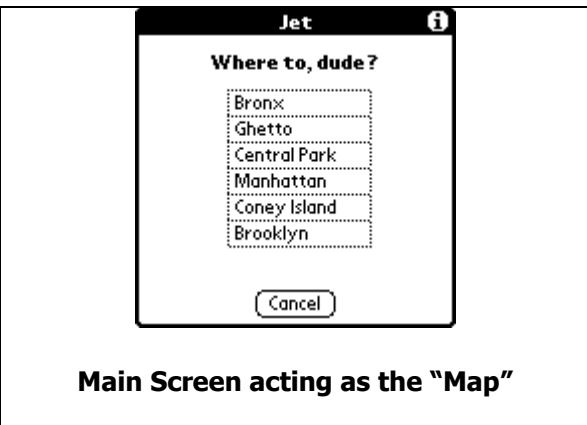 Jet
Where to, dude?
Bronx
Ghetto
Central Park
Manhattan
Coney Island
Brooklyn
Cancel
Main Screen acting as the “Map”